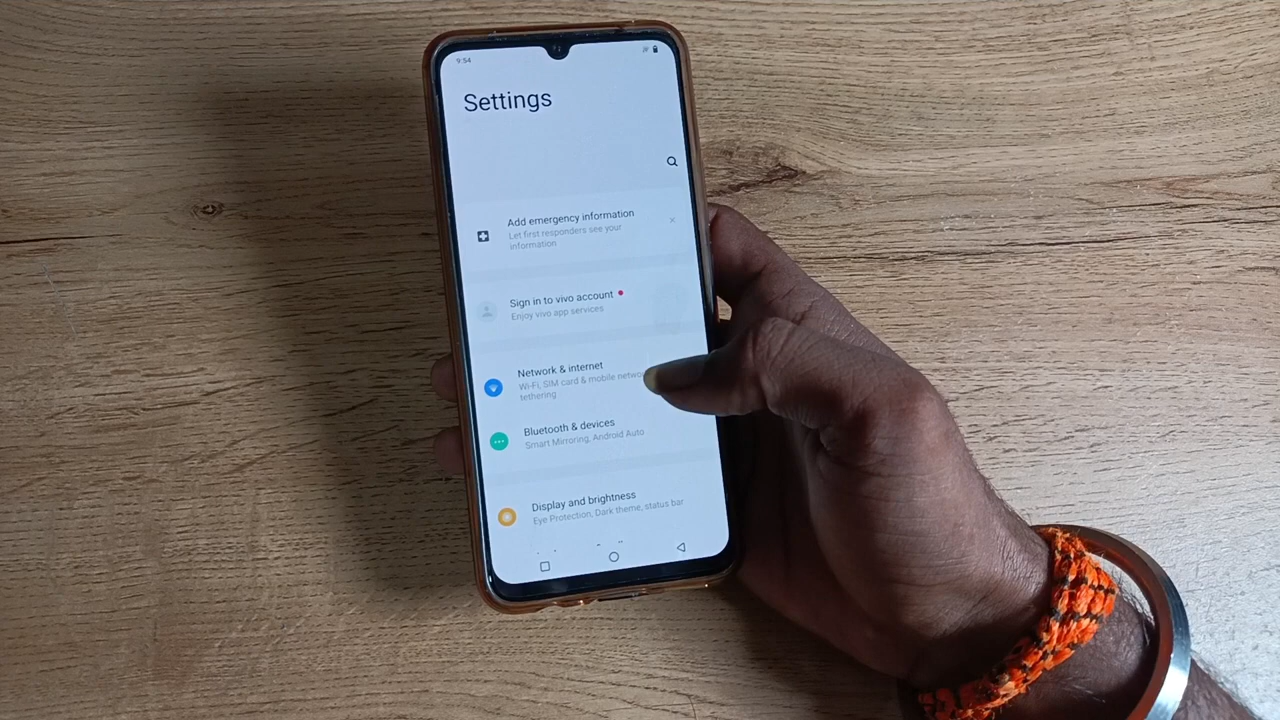 9:54
Settings
Add emergency information
Let first responders see your
information
Sign in to vivo account
Enjoy vivo app services
Network & internet
Wi-Fi, SIM card & mobile
tethering
Bluetooth & devices
Smart Mirroring, Android Auto
Display and brightness
Eye Protection, Dark theme, status bar